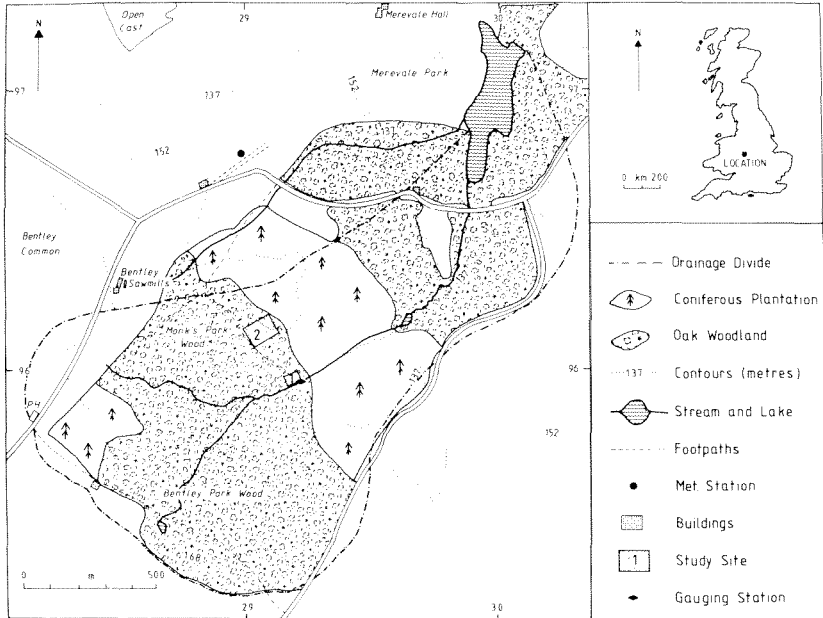 29
30
Open
Cast
Merevale Hall
N
Merevale Park
97
137
152
137
152
Bentley
Common
Bentley
Sawmills
Monk's Park
Wood
2
1
96
96
137
PH
152
Bentley Park Wood
168
0 m 500
29
30
N
LOCATION
0 km 200
Drainage Divide
Coniferous Plantation
Oak Woodland
137 Contours (metres)
Stream and Lake
Footpaths
Met. Station
Buildings
1 Study Site
Gauging Station